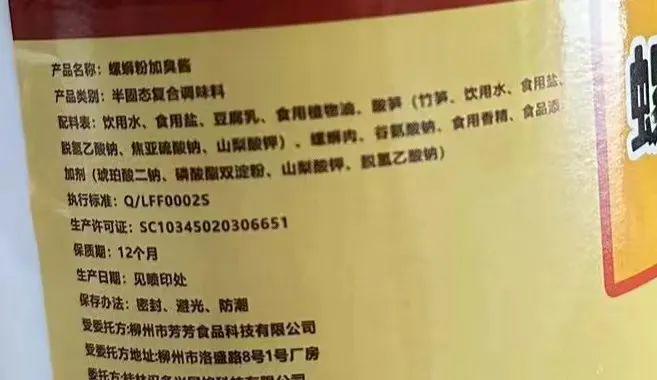 产品名称：螺蛳粉加臭酱
产品类别：半固态复合调味料
配料表：饮用水、食用盐、豆腐乳、食用植物油、酸笋（竹笋、饮用水、食用盐、
脱氢乙酸钠、焦亚硫酸钠、山梨酸钾）、螺蛳肉、谷氨酸钠、食用香精、食品添
加剂（琥珀酸二钠、磷酸酯双淀粉、山梨酸钾、脱氢乙酸钠）
执行标准：Q/LFF0002S
生产许可证：SC10345020306651
保质期：12个月
生产日期：见喷印处
保存办法：密封、避光、防潮
受委托方:柳州市芳芳食品科技有限公司
受委托方地址:柳州市洛盛路8号1号厂房